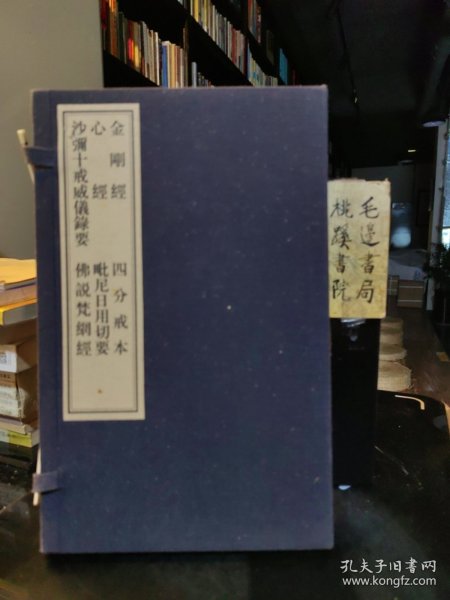 金剛經 四分戒本
心經 毗尼日用切要
沙彌十戒威儀錄要 佛說梵網經
毛邊書局
桃蹊書院
孔夫子旧书网
www.kongfz.com